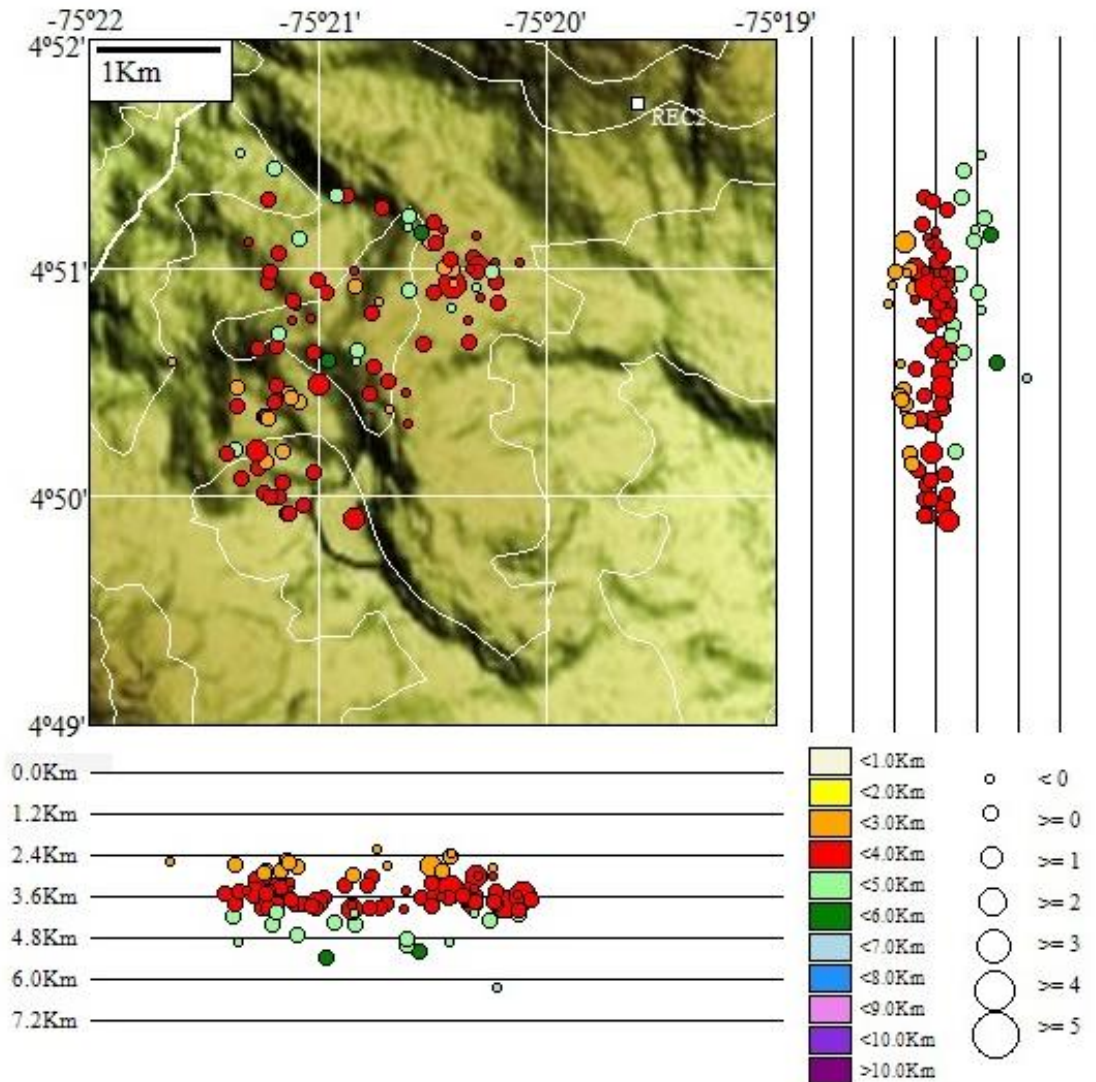 -75º22' -75º21' -75º20' -75º19'
4º52'
1Km
REC2
4º51'
4º50'
4º49'
0.0Km
1.2Km
2.4Km
3.6Km
4.8Km
6.0Km
7.2Km
<1.0Km
<2.0Km
<3.0Km
<4.0Km
<5.0Km
<6.0Km
<7.0Km
<8.0Km
<9.0Km
<10.0Km
>10.0Km
< 0
>= 0
>= 1
>= 2
>= 3
>= 4
>= 5